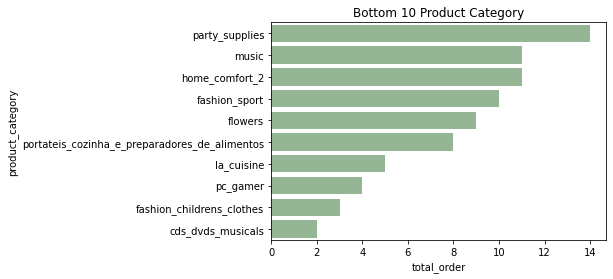 Bottom 10 Product Category
product_category
party_supplies
music
home_comfort_2
fashion_sport
flowers
portateis_cozinha_e_preparadores_de_alimentos
la_cuisine
pc_gamer
fashion_childrens_clothes
cds_dvds_musicals
0 2 4 6 8 10 12 14
total_order